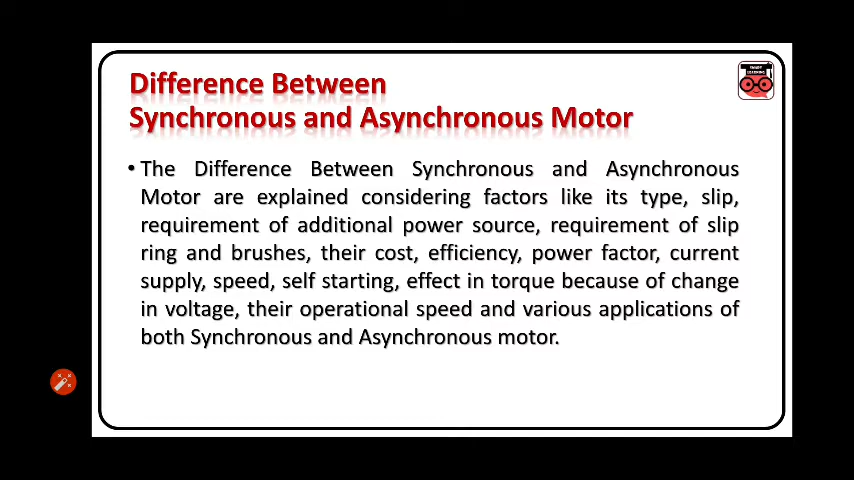 Difference Between
Synchronous and Asynchronous Motor
SMART
LEARNING
• The Difference Between Synchronous and Asynchronous
Motor are explained considering factors like its type, slip,
requirement of additional power source, requirement of slip
ring and brushes, their cost, efficiency, power factor, current
supply, speed, self starting, effect in torque because of change
in voltage, their operational speed and various applications of
both Synchronous and Asynchronous motor.